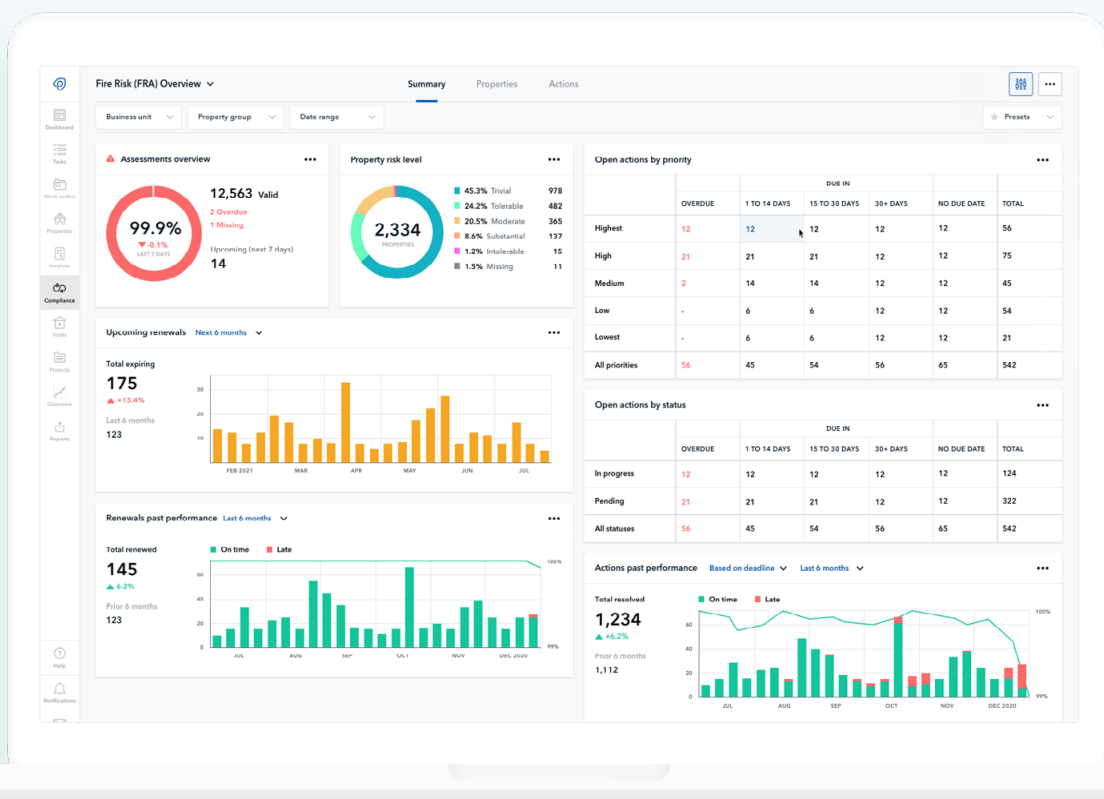 Fire Risk (FRA) Overview
Summary
Properties
Actions
Business unit
Property group
Date range
Presets
Dashboard
Tasks
Work orders
Properties
Compliance
Voids
Projects
Overview
Reports
Help
Notifications
Assessments overview
99.9%
-0.1%
LAST 7 DAYS
12,563 Valid
2 Overdue
1 Missing
Upcoming (next 7 days)
14
Property risk level
2,334
PROPERTIES
45.3% Trivial 978
24.2% Tolerable 482
20.5% Moderate 365
8.6% Substantial 137
1.2% Intolerable 15
1.5% Missing 11
Upcoming renewals Next 6 months
Total expiring
175
+13.4%
Last 6 months
123
30
20
10
FEB 2021 MAR APR MAY JUN JUL
Renewals past performance Last 6 months
Total renewed
145
6.2%
Prior 6 months
123
On time Late
100%
60
40
20
0
99%
JUL AUG SEP OCT NOV DEC 2020
Open actions by priority
DUE IN
OVERDUE 1 TO 14 DAYS 15 TO 30 DAYS 30+ DAYS NO DUE DATE TOTAL
Highest 12 12 12 12 12 56
High 21 21 21 12 12 75
Medium 2 14 14 12 12 45
Low - 6 6 12 12 54
Lowest - 6 6 12 12 21
All priorities 56 45 54 56 65 542
Open actions by status
DUE IN
OVERDUE 1 TO 14 DAYS 15 TO 30 DAYS 30+ DAYS NO DUE DATE TOTAL
In progress 12 12 12 12 12 124
Pending 21 21 21 12 12 322
All statuses 56 45 54 56 65 542
Actions past performance Based on deadline Last 6 months
Total resolved
1,234
+6.2%
Prior 6 months
1,112
On time Late
100%
60
40
20
0
99%
JUL AUG SEP OCT NOV DEC 2020